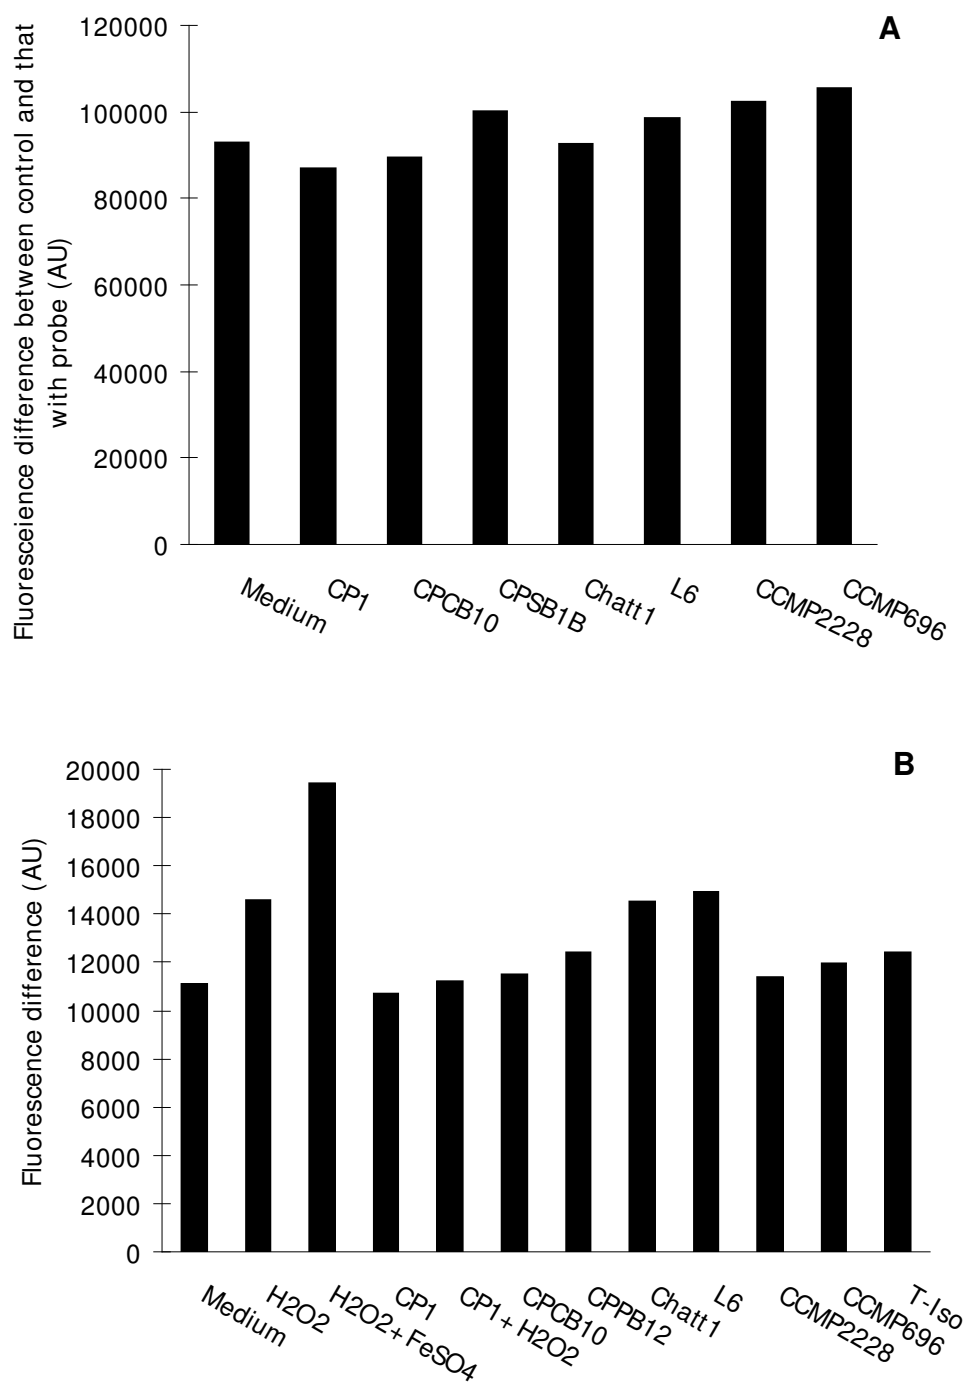 A
Fluoresceience difference between control and that
with probe (AU)
120000
100000
80000
60000
40000
20000
0
Medium
CP1
CPCB10
CPSB1B
Chatt1
L6
CCMP2228
CCMP696
B
Fluorescence difference (AU)
20000
18000
16000
14000
12000
10000
8000
6000
4000
2000
0
Medium
H2O2
H2O2+FeSO4
CP1
CP1+H2O2
CPCB10
CPPB12
Chatt1
L6
CCMP2228
CCMP696
T-Iso